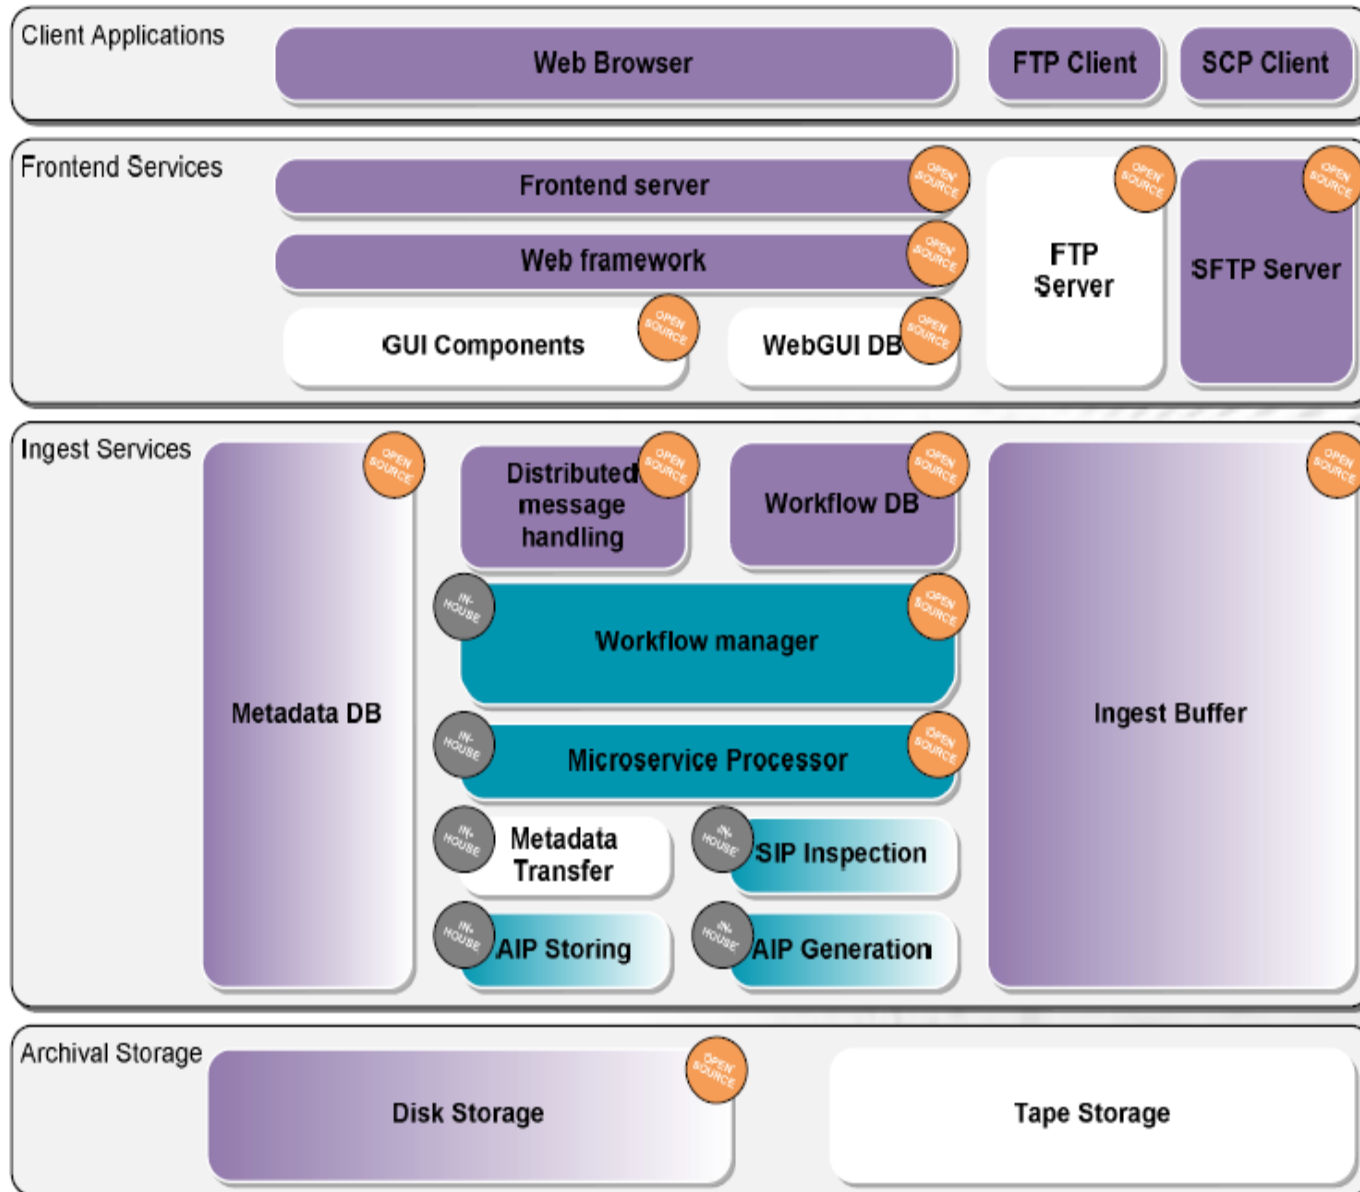 Client Applications
Web Browser
FTP Client
SCP Client
Frontend Services
Frontend server
OPEN
SOURCE
Web framework
OPEN
SOURCE
GUI Components
OPEN
SOURCE
WebGUI DB
OPEN
SOURCE
FTP
Server
OPEN
SOURCE
SFTP Server
OPEN
SOURCE
Ingest Services
Metadata DB
OPEN
SOURCE
Distributed
message
handling
OPEN
SOURCE
Workflow DB
OPEN
SOURCE
IN-
HOUSE
Workflow manager
OPEN
SOURCE
IN-
HOUSE
Microservice Processor
OPEN
SOURCE
IN-
HOUSE
Metadata
Transfer
IN-
HOUSE
SIP Inspection
IN-
HOUSE
AIP Storing
IN-
HOUSE
AIP Generation
Ingest Buffer
OPEN
SOURCE
Archival Storage
Disk Storage
OPEN
SOURCE
Tape Storage